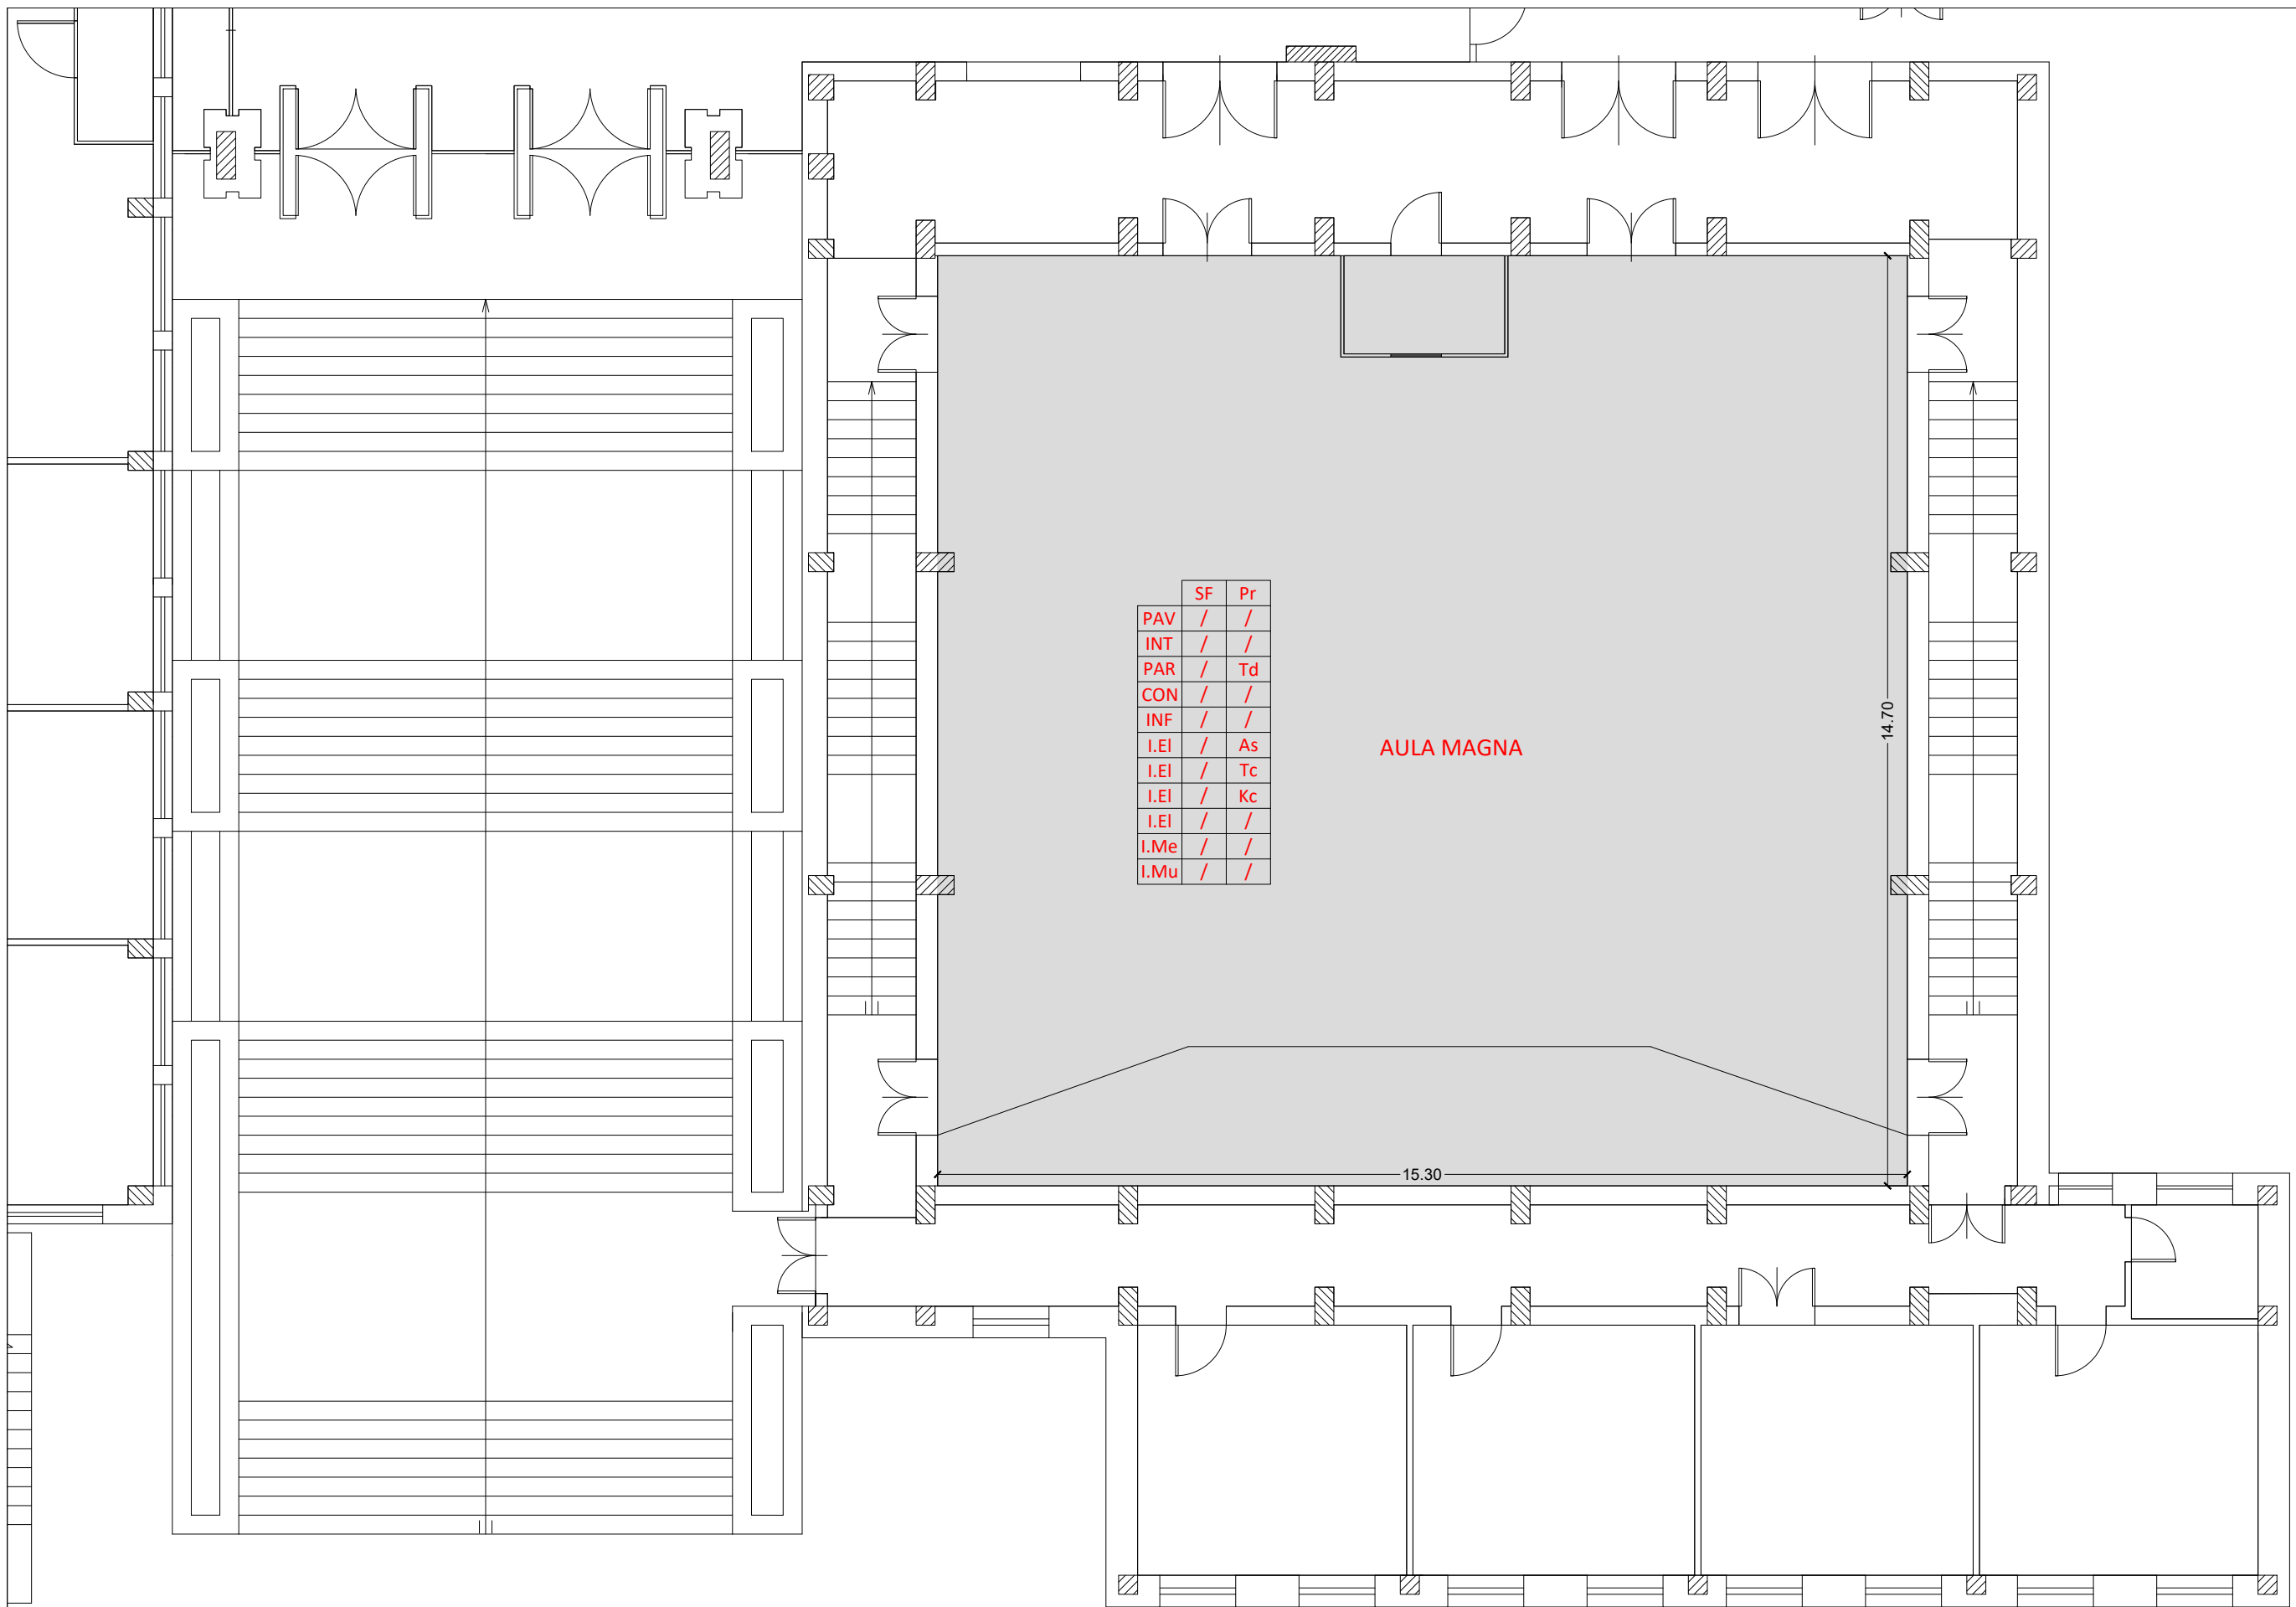 SF Pr
PAV / /
INT / /
PAR / Td
CON / /
INF / /
I.El / As
I.El / Tc
I.El / Kc
I.El / /
I.Me / /
I.Mu / /
AULA MAGNA
14.70
15.30